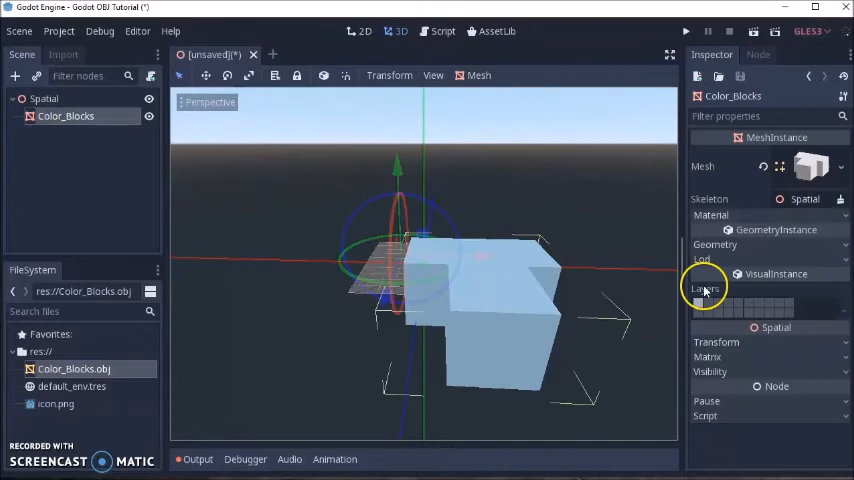 Godot Engine - Godot OBJ Tutorial (*)
Scene Project Debug Editor Help
2D 3D Script AssetLib
GLES3
Scene Import
[unsaved](*)
Inspector Node
Filter nodes
Transform View Mesh
Spatial
Color_Blocks
Perspective
Color_Blocks
Filter properties
MeshInstance
Mesh
Skeleton Spatial
Material
GeometryInstance
Geometry
Lod
VisualInstance
Layers
Spatial
Transform
Matrix
Visibility
Node
Pause
Script
FileSystem
res://Color_Blocks.obj
Search files
Favorites:
res://
Color_Blocks.obj
default_env.tres
icon.png
RECORDED WITH
SCREENCAST MATIC
Output Debugger Audio Animation